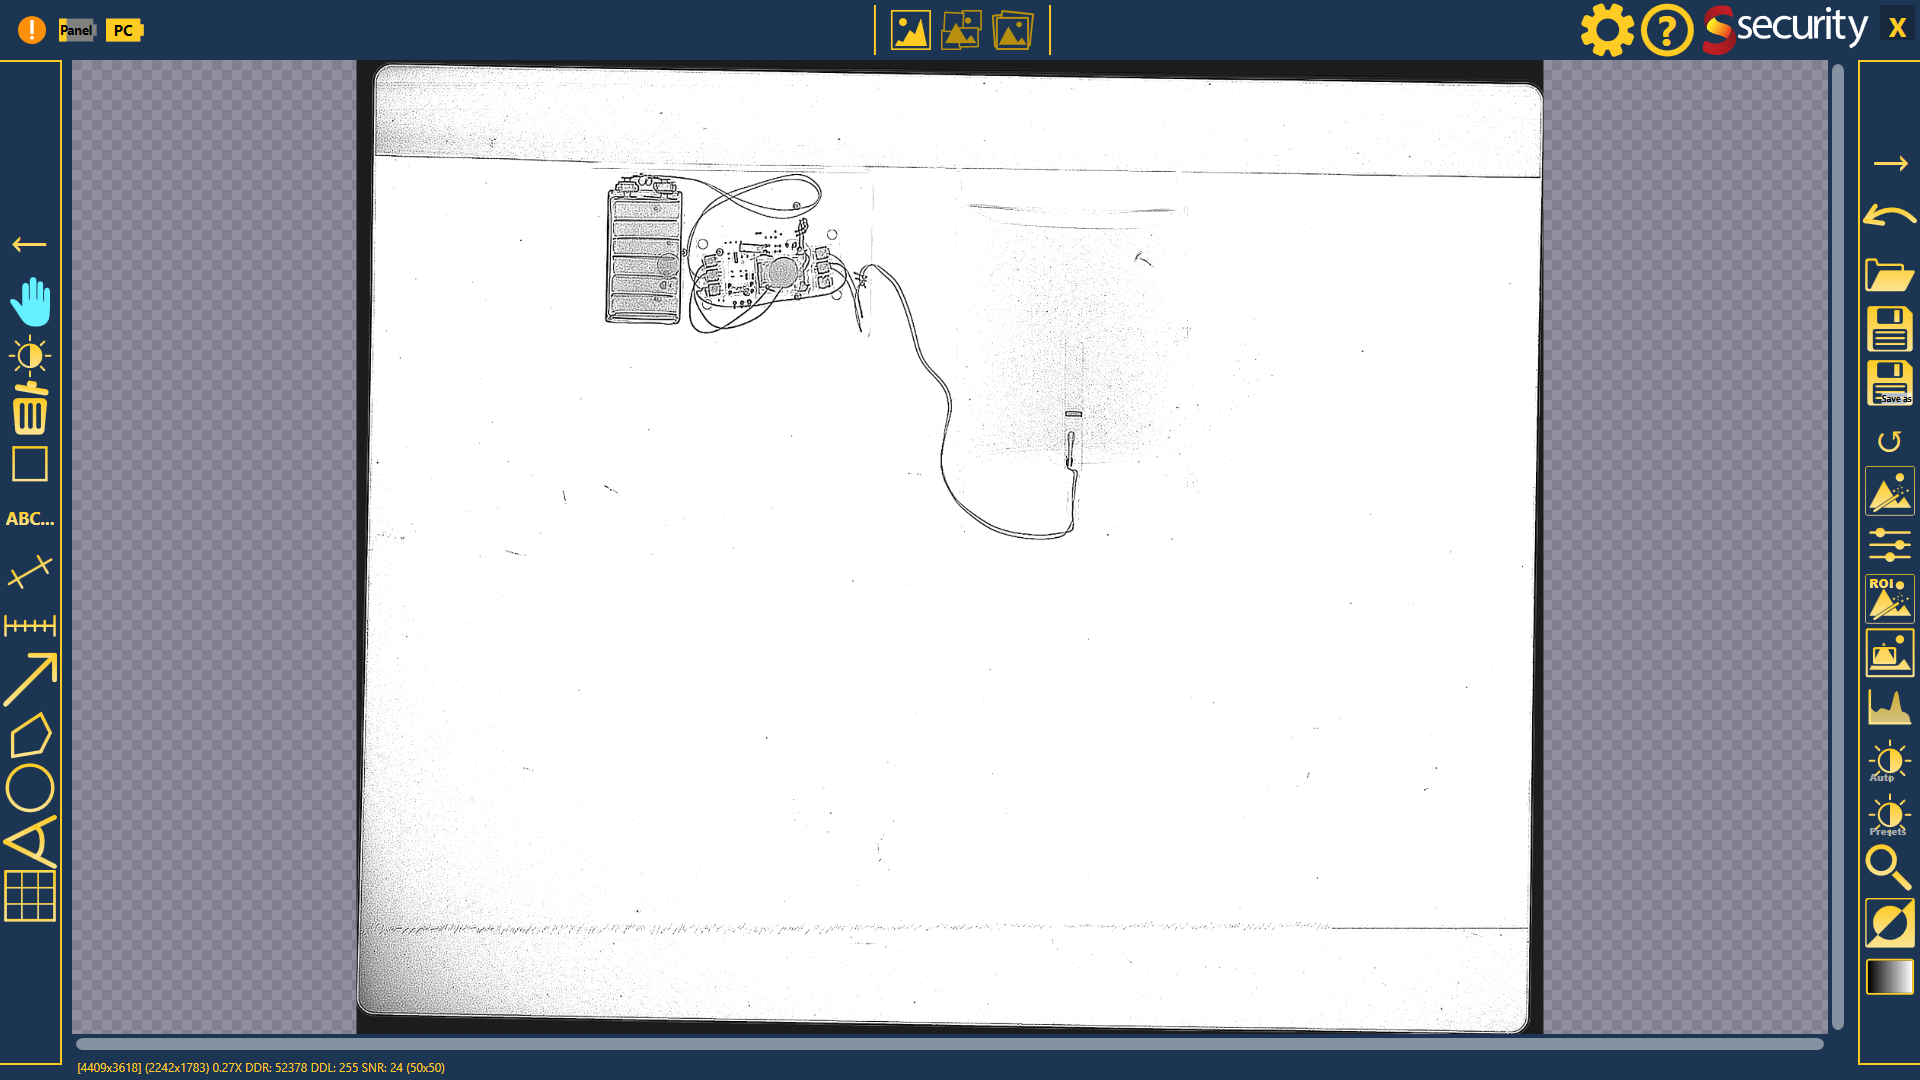 Panel
PC
security
X
ABC...
Save as
ROI
Auto
Presets
[4409x3618] (2242x1783) 0.27X DDR: 52378 DDL: 255 SNR: 24 (50x50)